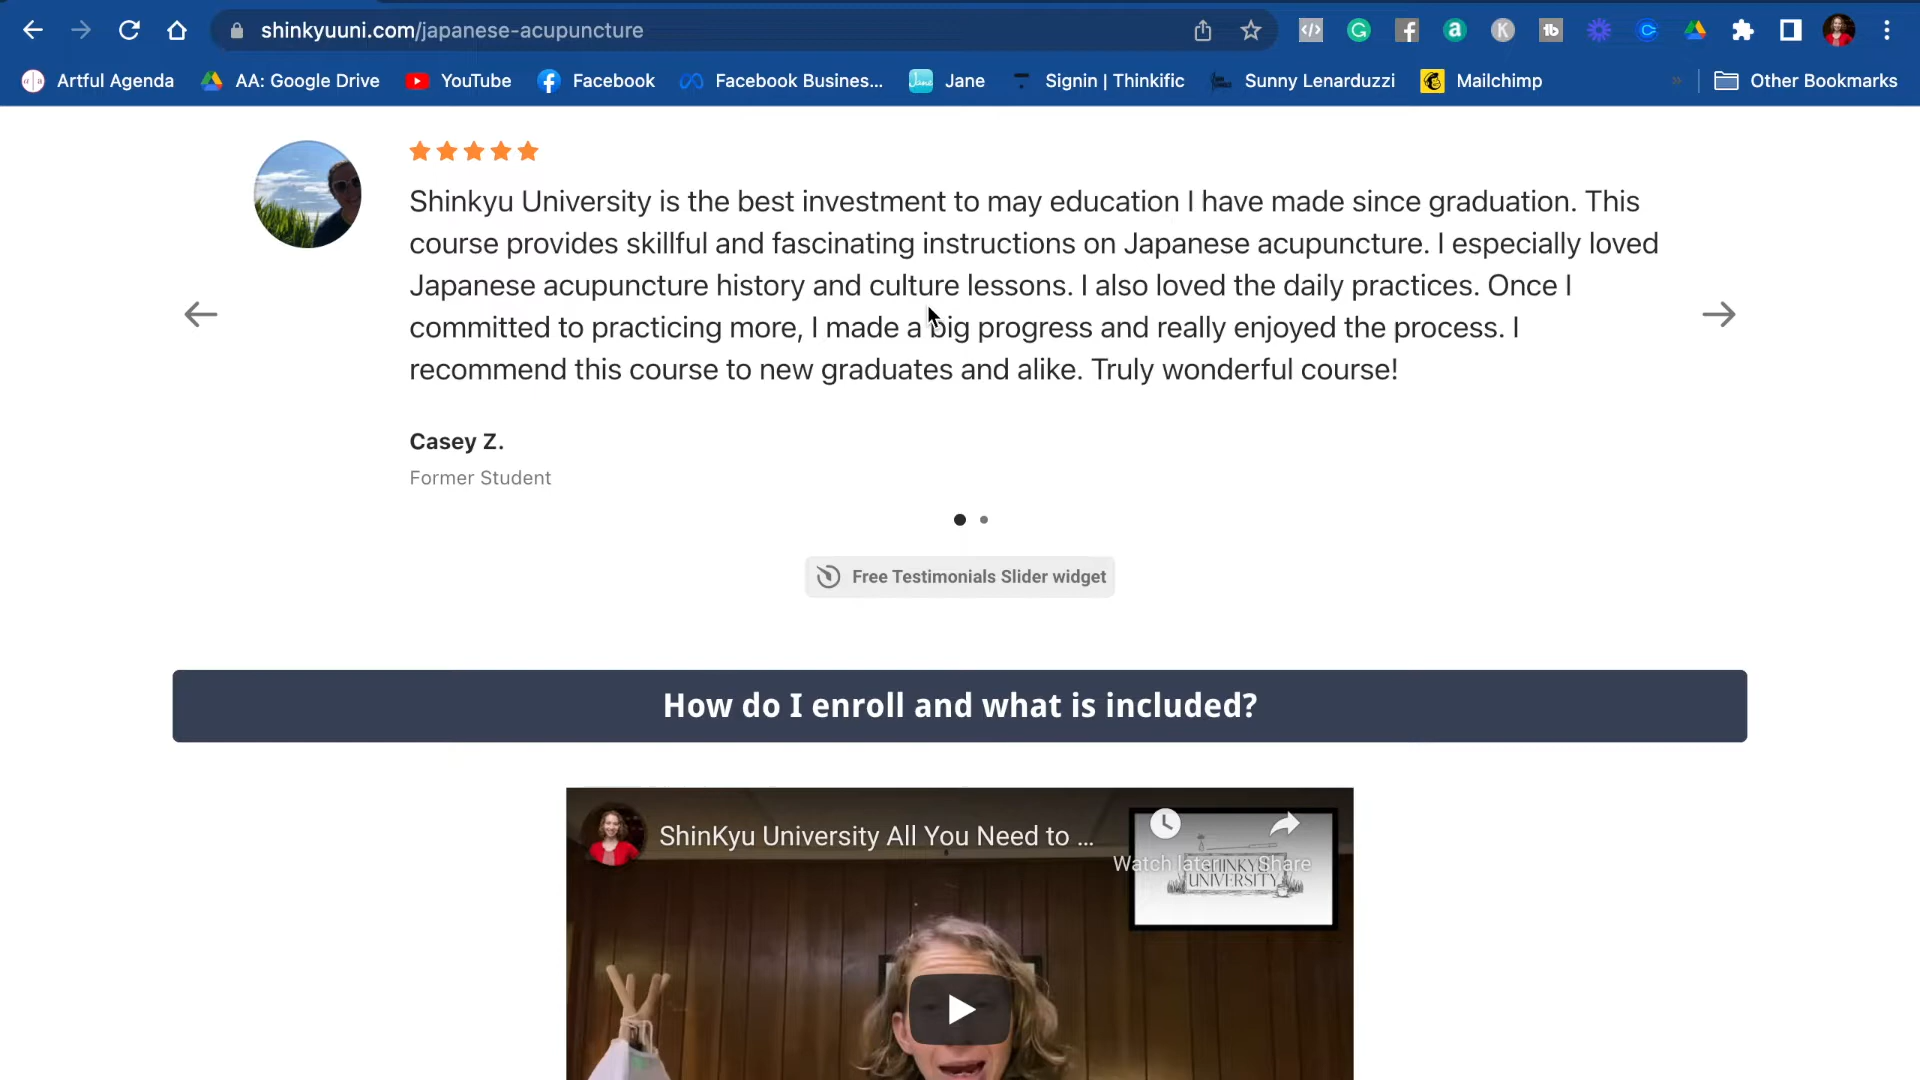 shinkyuuni.com/japanese-acupuncture
Artful Agenda AA: Google Drive YouTube Facebook Facebook Busines... Jane Signin | Thinkific Sunny Lenarduzzi Mailchimp » Other Bookmarks
Shinkyu University is the best investment to may education I have made since graduation. This
course provides skillful and fascinating instructions on Japanese acupuncture. I especially loved
Japanese acupuncture history and culture lessons. I also loved the daily practices. Once I
committed to practicing more, I made a big progress and really enjoyed the process. I
recommend this course to new graduates and alike. Truly wonderful course!
Casey Z.
Former Student
Free Testimonials Slider widget
How do I enroll and what is included?
ShinKyu University All You Need to ...
Watch later Share
SHINKYU
UNIVERSITY